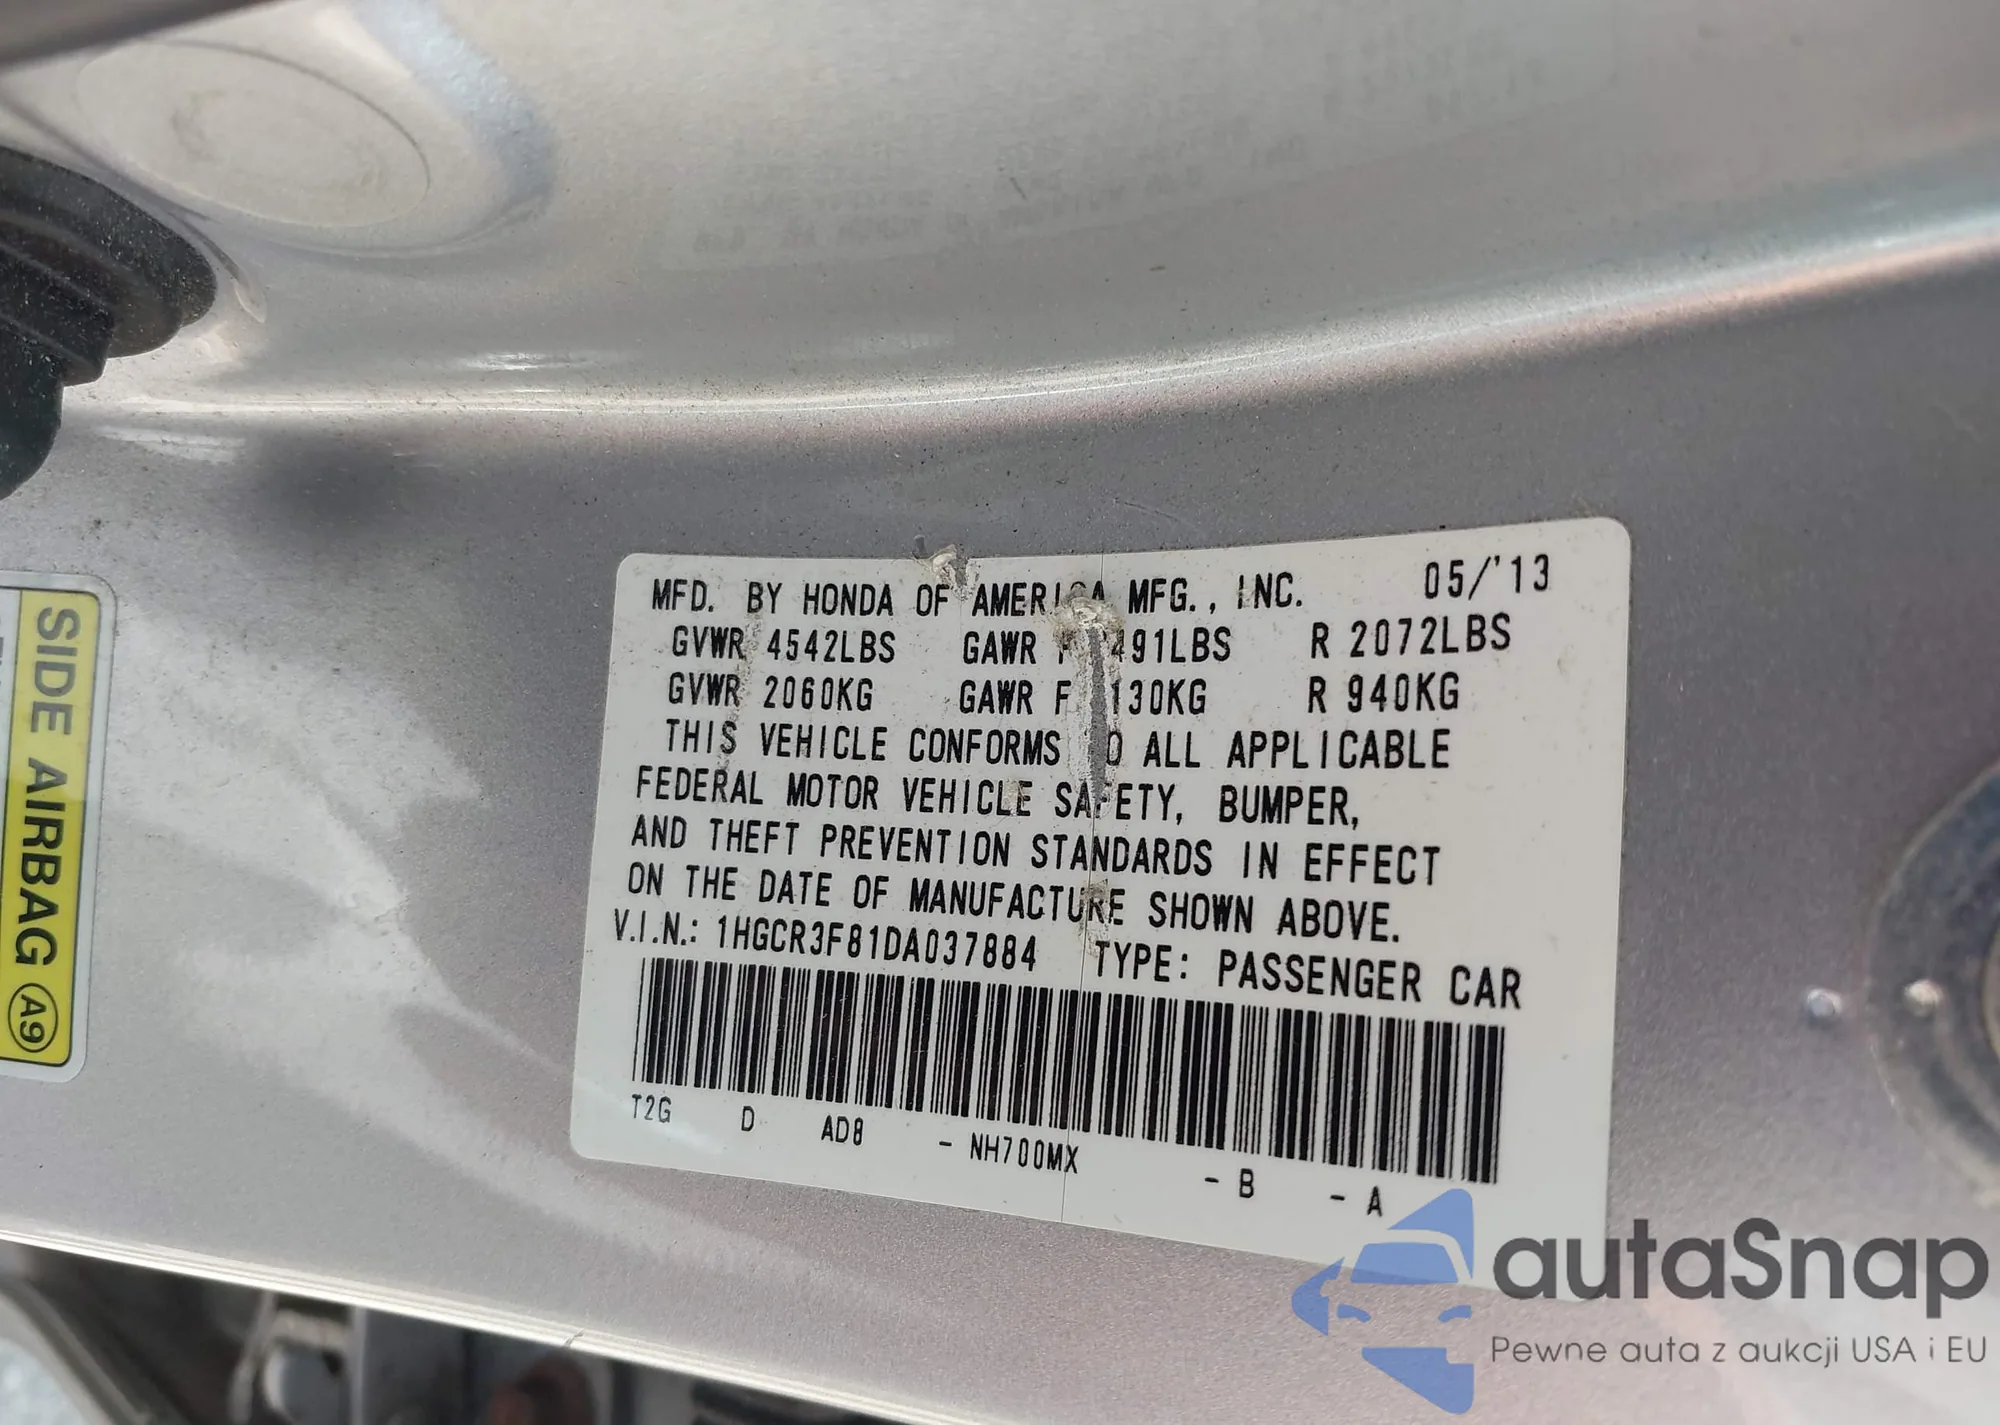 MFD. BY HONDA OF AMERICA MFG., INC. 05/'13
GVWR 4542LBS GAWR F 491LBS R 2072LBS
GVWR 2060KG GAWR F 130KG R 940KG
THIS VEHICLE CONFORMS TO ALL APPLICABLE
FEDERAL MOTOR VEHICLE SAFETY, BUMPER,
AND THEFT PREVENTION STANDARDS IN EFFECT
ON THE DATE OF MANUFACTURE SHOWN ABOVE.
V.I.N.: 1HGCR3F81DA037884 TYPE: PASSENGER CAR
T2G D AD8 - NH700MX - B - A
SIDE AIRBAG A9
autaSnap
Pewne auta z aukcji USA i EU